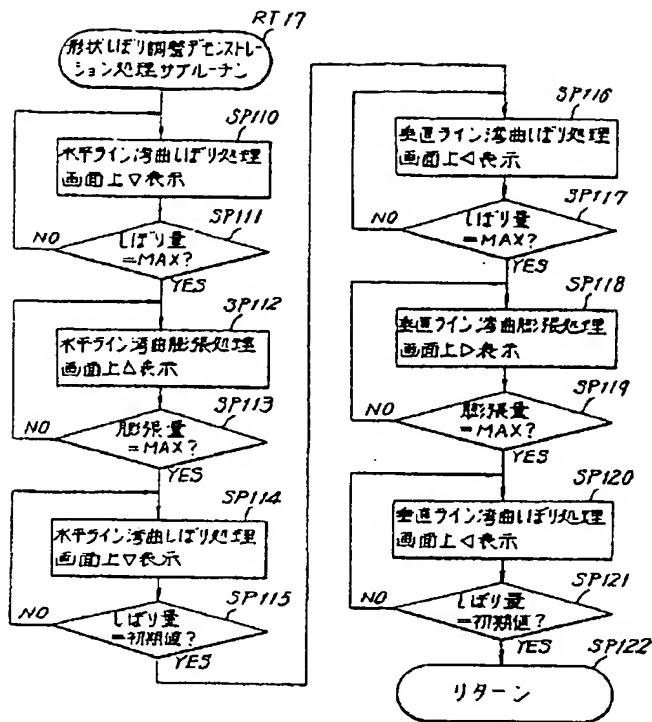 RT17
形状しぼり調整デモンストレー
ション処理サブルーチン
SP110
水平ライン湾曲しぼり処理
画面上▽表示
SP111
しぼり量
=MAX?
NO
YES
SP112
水平ライン湾曲膨張処理
画面上△表示
SP113
膨張量
=MAX?
NO
YES
SP114
水平ライン湾曲しぼり処理
画面上▽表示
SP115
しぼり量
=初期値?
NO
YES
SP116
垂直ライン湾曲しぼり処理
画面上◁表示
SP117
しぼり量
=MAX?
NO
YES
SP118
垂直ライン湾曲膨張処理
画面上▷表示
SP119
膨張量
=MAX?
NO
YES
SP120
垂直ライン湾曲しぼり処理
画面上◁表示
SP121
しぼり量
=初期値?
NO
YES
SP122
リターン